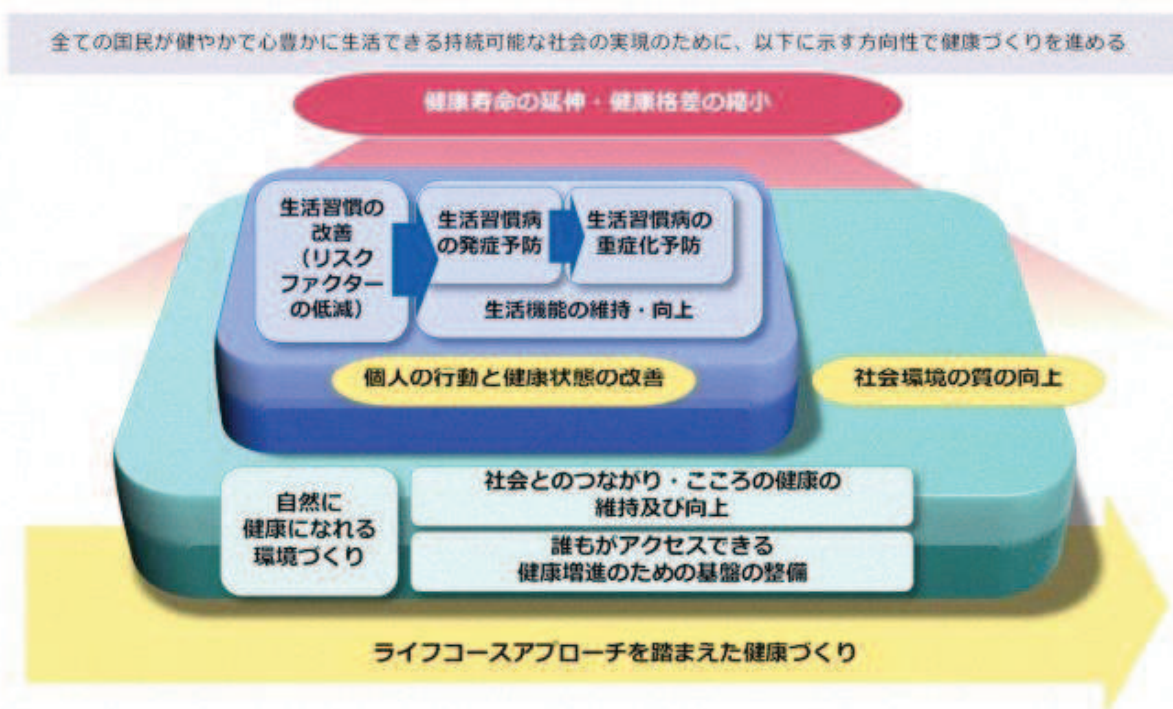 全ての国民が健やかで心豊かに生活できる持続可能な社会の実現のために、以下に示す方向性で健康づくりを進める
健康寿命の延伸・健康格差の縮小
生活習慣の
改善
（リスク
ファクター
の低減）
生活習慣病
の発症予防
生活習慣病の
重症化予防
生活機能の維持・向上
個人の行動と健康状態の改善
社会環境の質の向上
自然に
健康になれる
環境づくり
社会とのつながり・こころの健康の
維持及び向上
誰もがアクセスできる
健康増進のための基盤の整備
ライフコースアプローチを踏まえた健康づくり